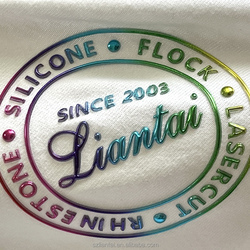 SILICONE • FLOCK • LASERCUT • RHINESTONE •
SINCE 2003
Liantai